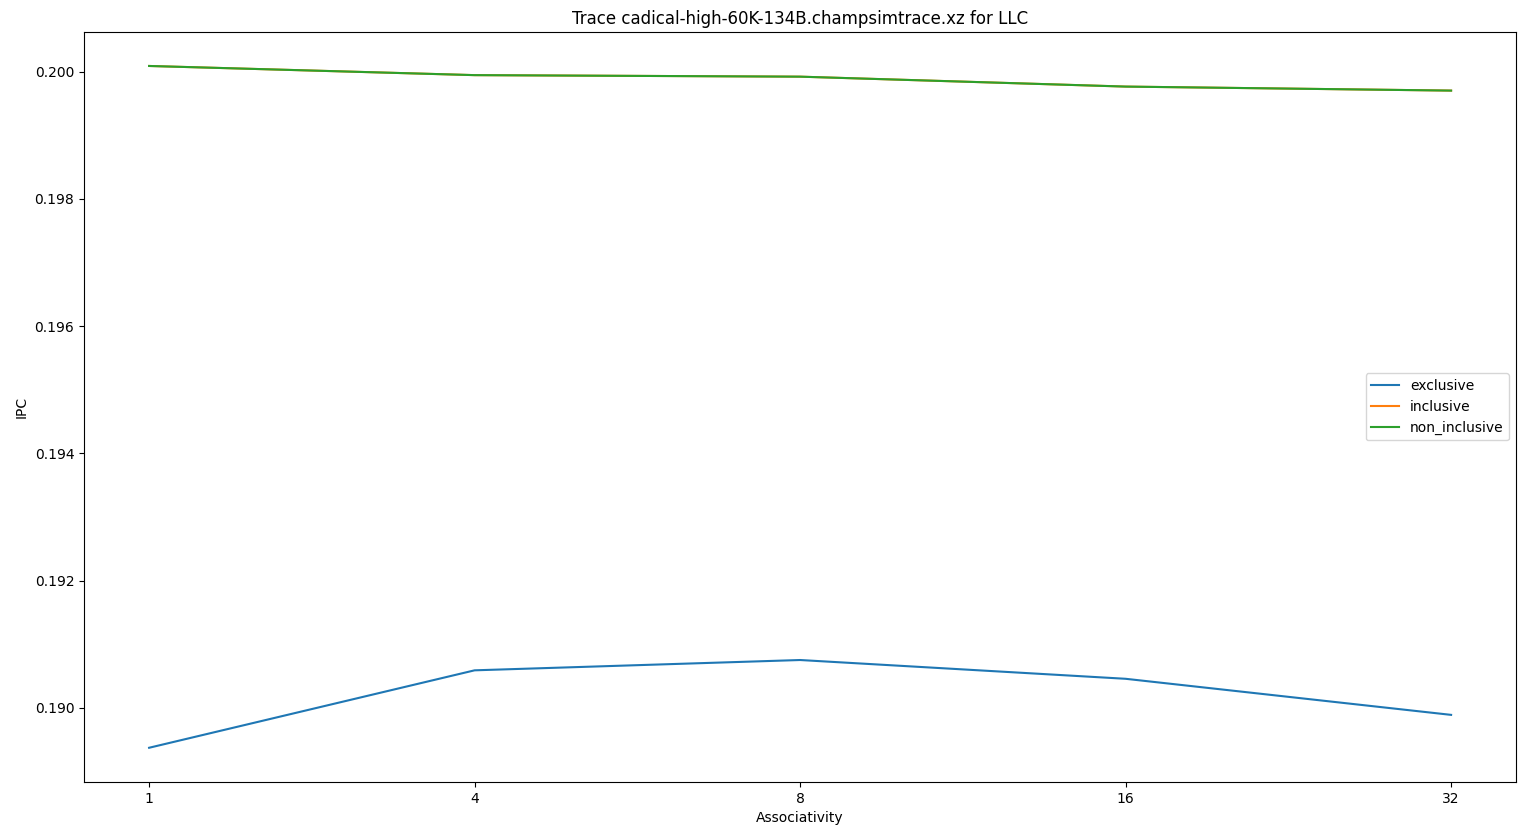 Trace cadical-high-60K-134B.champsimtrace.xz for LLC
0.200
0.198
0.196
0.194
0.192
0.190
IPC
exclusive
inclusive
non_inclusive
1 4 8 16 32
Associativity